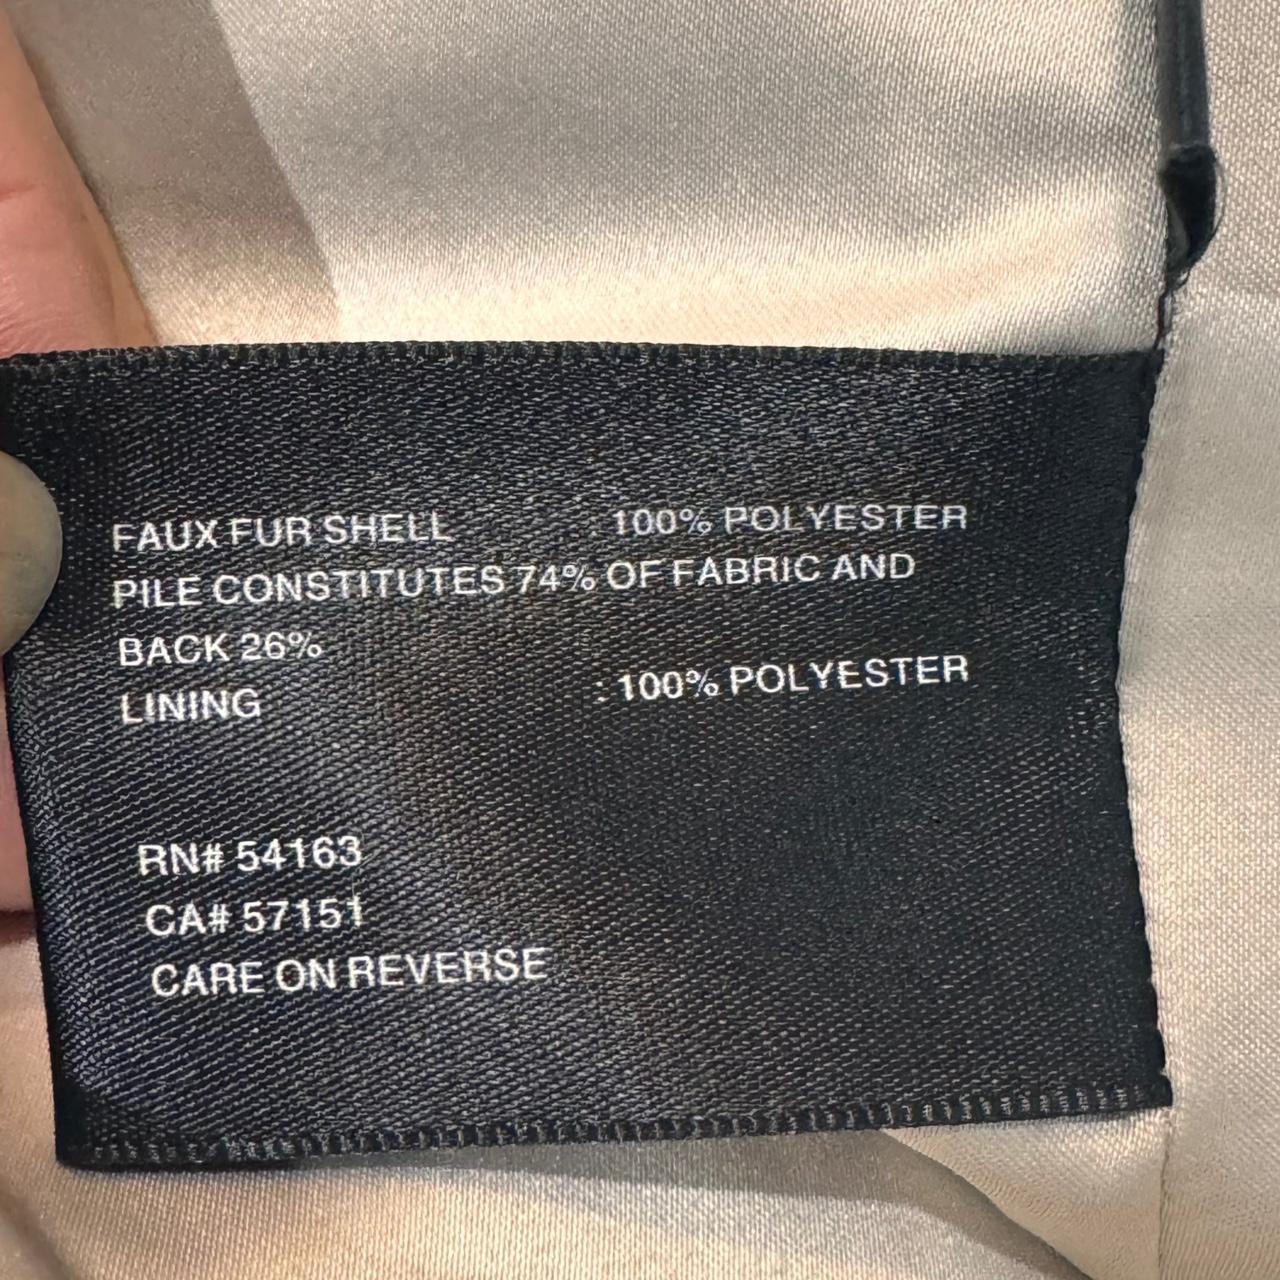 FAUX FUR SHELL : 100% POLYESTER
PILE CONSTITUTES 74% OF FABRIC AND
BACK 26%
LINING : 100% POLYESTER
RN# 54163
CA# 57151
CARE ON REVERSE